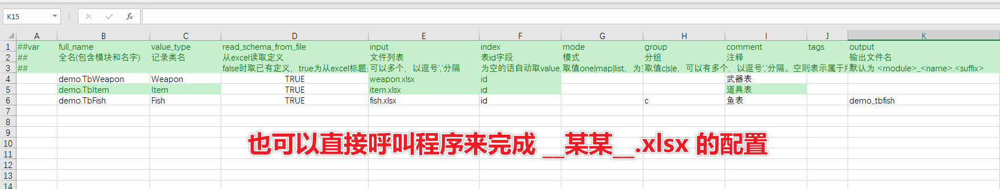 K15
fx
A B C D E F G H I J K
1 ##var full_name value_type read_schema_from_file input index mode group comment tags output
2 ## 全名(包含模块和名字) 记录类名 从excel读取定义 文件列表 表id字段 模式 分组 注释 输出文件名
3 ## false时取已有定义，true为从excel标题 可以多个，以逗号','分隔 为空的话自动取value_ 取值one|map|list，为 取值c|s|e，可以有多个，以逗号','分隔。空则表示属于 默认为 <module>_<name>.<suffix>
4 demo.TbWeapon Weapon TRUE weapon.xlsx id 武器表
5 demo.TbItem Item TRUE item.xlsx id 道具表
6 demo.TbFish Fish TRUE fish.xlsx id c 鱼表 demo_tbfish
7
8
9
10
也可以直接呼叫程序来完成 __某某__.xlsx 的配置
11
12
13
14